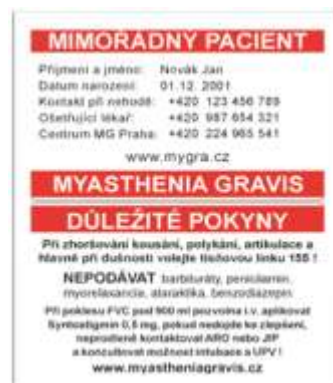 MIMOŘÁDNÝ PACIENT
Příjmení a jméno: Novák Jan
Datum narození: 01.12. 2001
Kontakt při nehodě: +420 123 456 789
Ošetřující lékař: +420 987 654 321
Centrum MG Praha: +420 224 965 541
www.mygra.cz
MYASTHENIA GRAVIS
DŮLEŽITÉ POKYNY
Při zhoršování kousání, polykání, artikulace a
hlavně při dušnosti volejte tísňovou linku 155 !
NEPODÁVAT barbituráty, penicilamin,
myorelaxancia, ataraktika, benzodiazepin
Při poklesu FVC pod 900 ml pozvolna i.v. aplikovat
Syntostigmin 0,5 mg, pokud nedojde ke zlepšení,
neprodleně kontaktovat ARO nebo JIP
a konzultovat možnost intubace a UPV !
www.myastheniagravis.cz